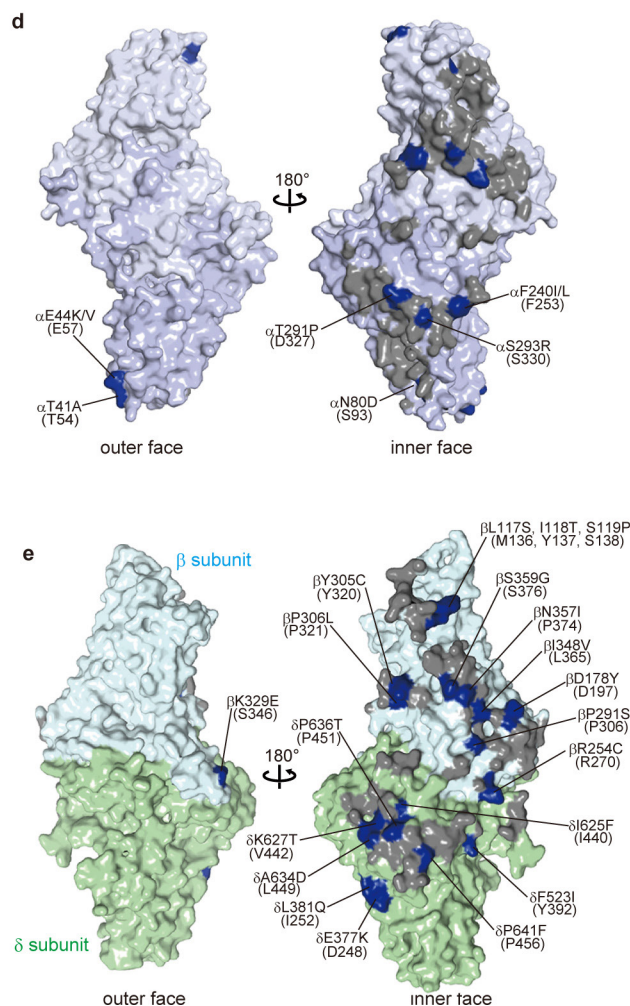 d
180°
αE44K/V
(E57)
αT41A
(T54)
αT291P
(D327)
αF240I/L
(F253)
αS293R
(S330)
αN80D
(S93)
outer face
inner face
e
β subunit
βL117S, I118T, S119P
(M136, Y137, S138)
βY305C
(Y320)
βS359G
(S376)
βP306L
(P321)
βN357I
(P374)
βI348V
(L365)
βD178Y
(D197)
βK329E
(S346)
βP291S
(P306)
δP636T
(P451)
180°
βR254C
(R270)
δK627T
(V442)
δI625F
(I440)
δA634D
(L449)
δF523I
(Y392)
δL381Q
(I252)
δP641F
(P456)
δE377K
(D248)
δ subunit
outer face
inner face